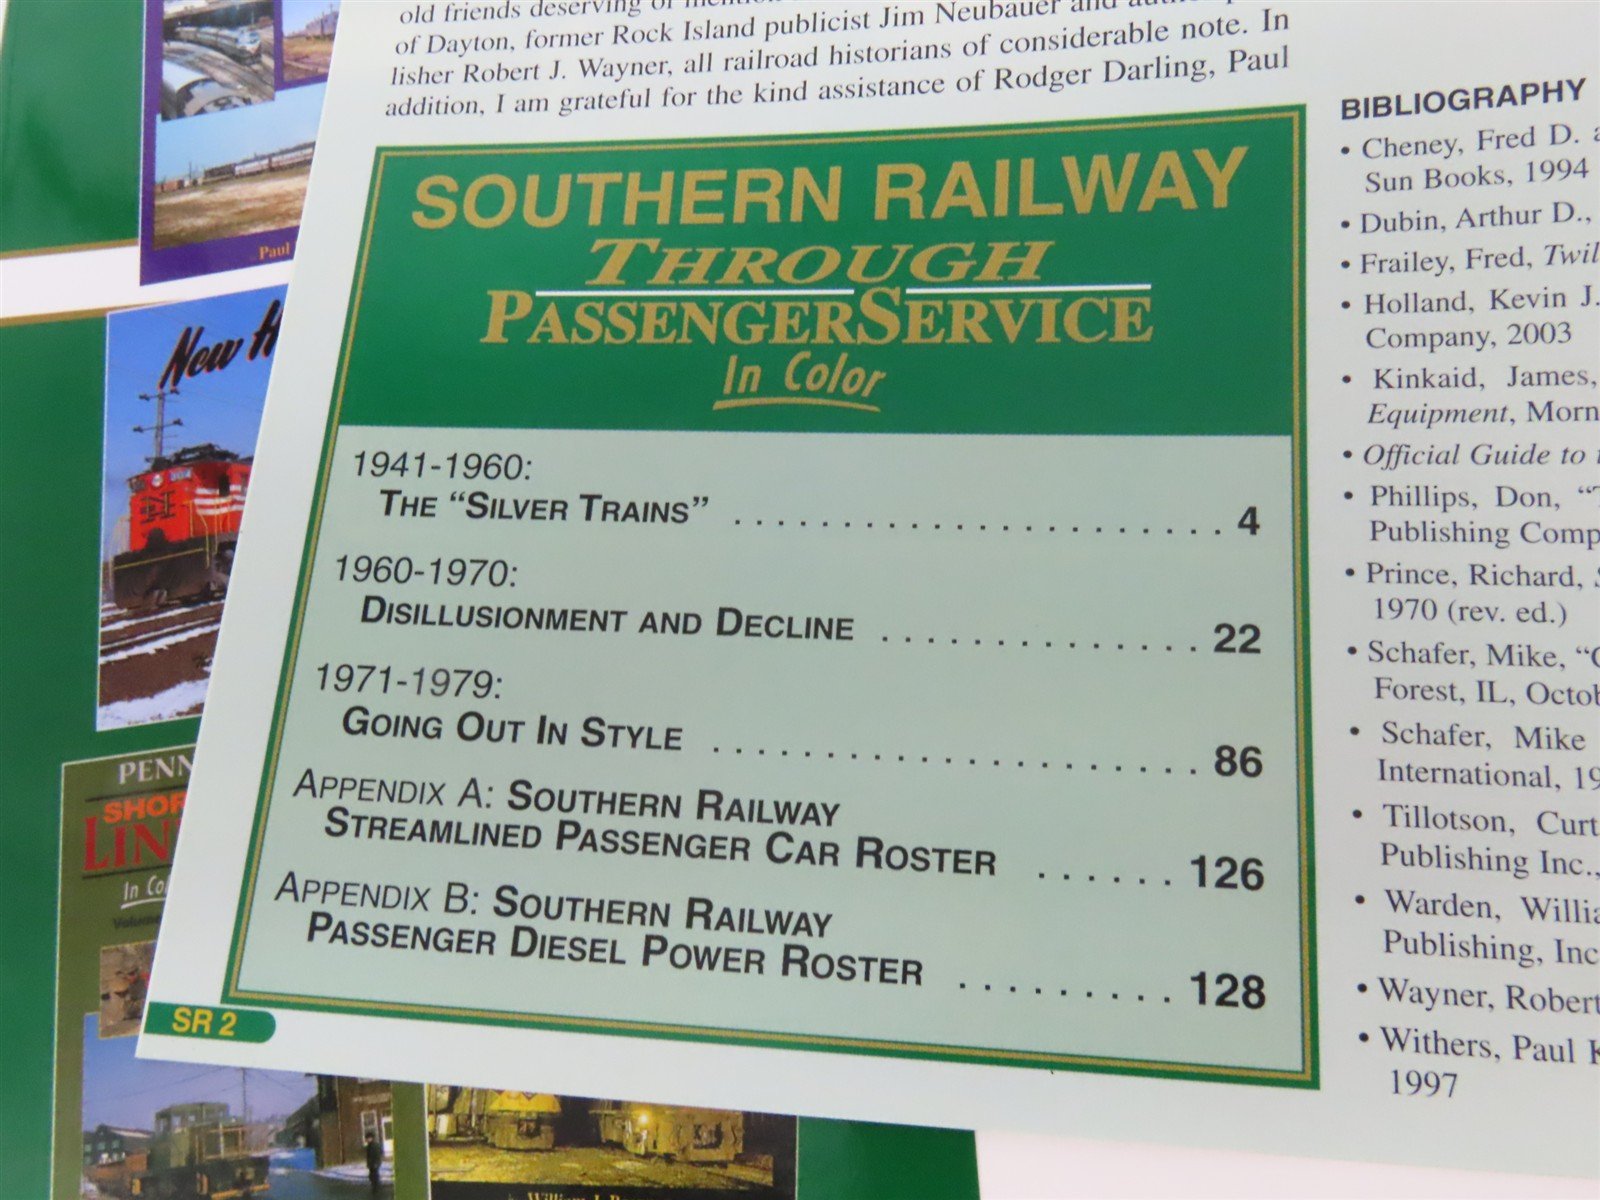 old friends deserving of mention
of Dayton, former Rock Island publicist Jim Neubauer and
lisher Robert J. Wayner, all railroad historians of considerable note. In
addition, I am grateful for the kind assistance of Rodger Darling, Paul
SOUTHERN RAILWAY
THROUGH
PASSENGER SERVICE
In Color
1941-1960:
THE “SILVER TRAINS” . . . . . . . . . . . . . . . . . . . . . . . . . 4
1960-1970:
DISILLUSIONMENT AND DECLINE . . . . . . . . . . . . . . . 22
1971-1979:
GOING OUT IN STYLE . . . . . . . . . . . . . . . . . . . . . . . 86
APPENDIX A: SOUTHERN RAILWAY
STREAMLINED PASSENGER CAR ROSTER . . . . . . . 126
APPENDIX B: SOUTHERN RAILWAY
PASSENGER DIESEL POWER ROSTER . . . . . . . . . . 128
SR 2
BIBLIOGRAPHY
• Cheney, Fred D.
Sun Books, 1994
• Dubin, Arthur D.,
• Frailey, Fred,
• Holland, Kevin J.
Company, 2003
• Kinkaid, James,
Equipment,
• Official Guide to
• Phillips, Don,
Publishing
• Prince, Richard,
1970 (rev. ed.)
• Schafer, Mike,
Forest, IL,
• Schafer, Mike
International,
• Tillotson,
Publishing Inc.,
• Warden,
Publishing, Inc
• Wayner, Robert
• Withers, Paul
1997
Paul
New
PENN
SHOR
LIN
In Co
Volume
William J.